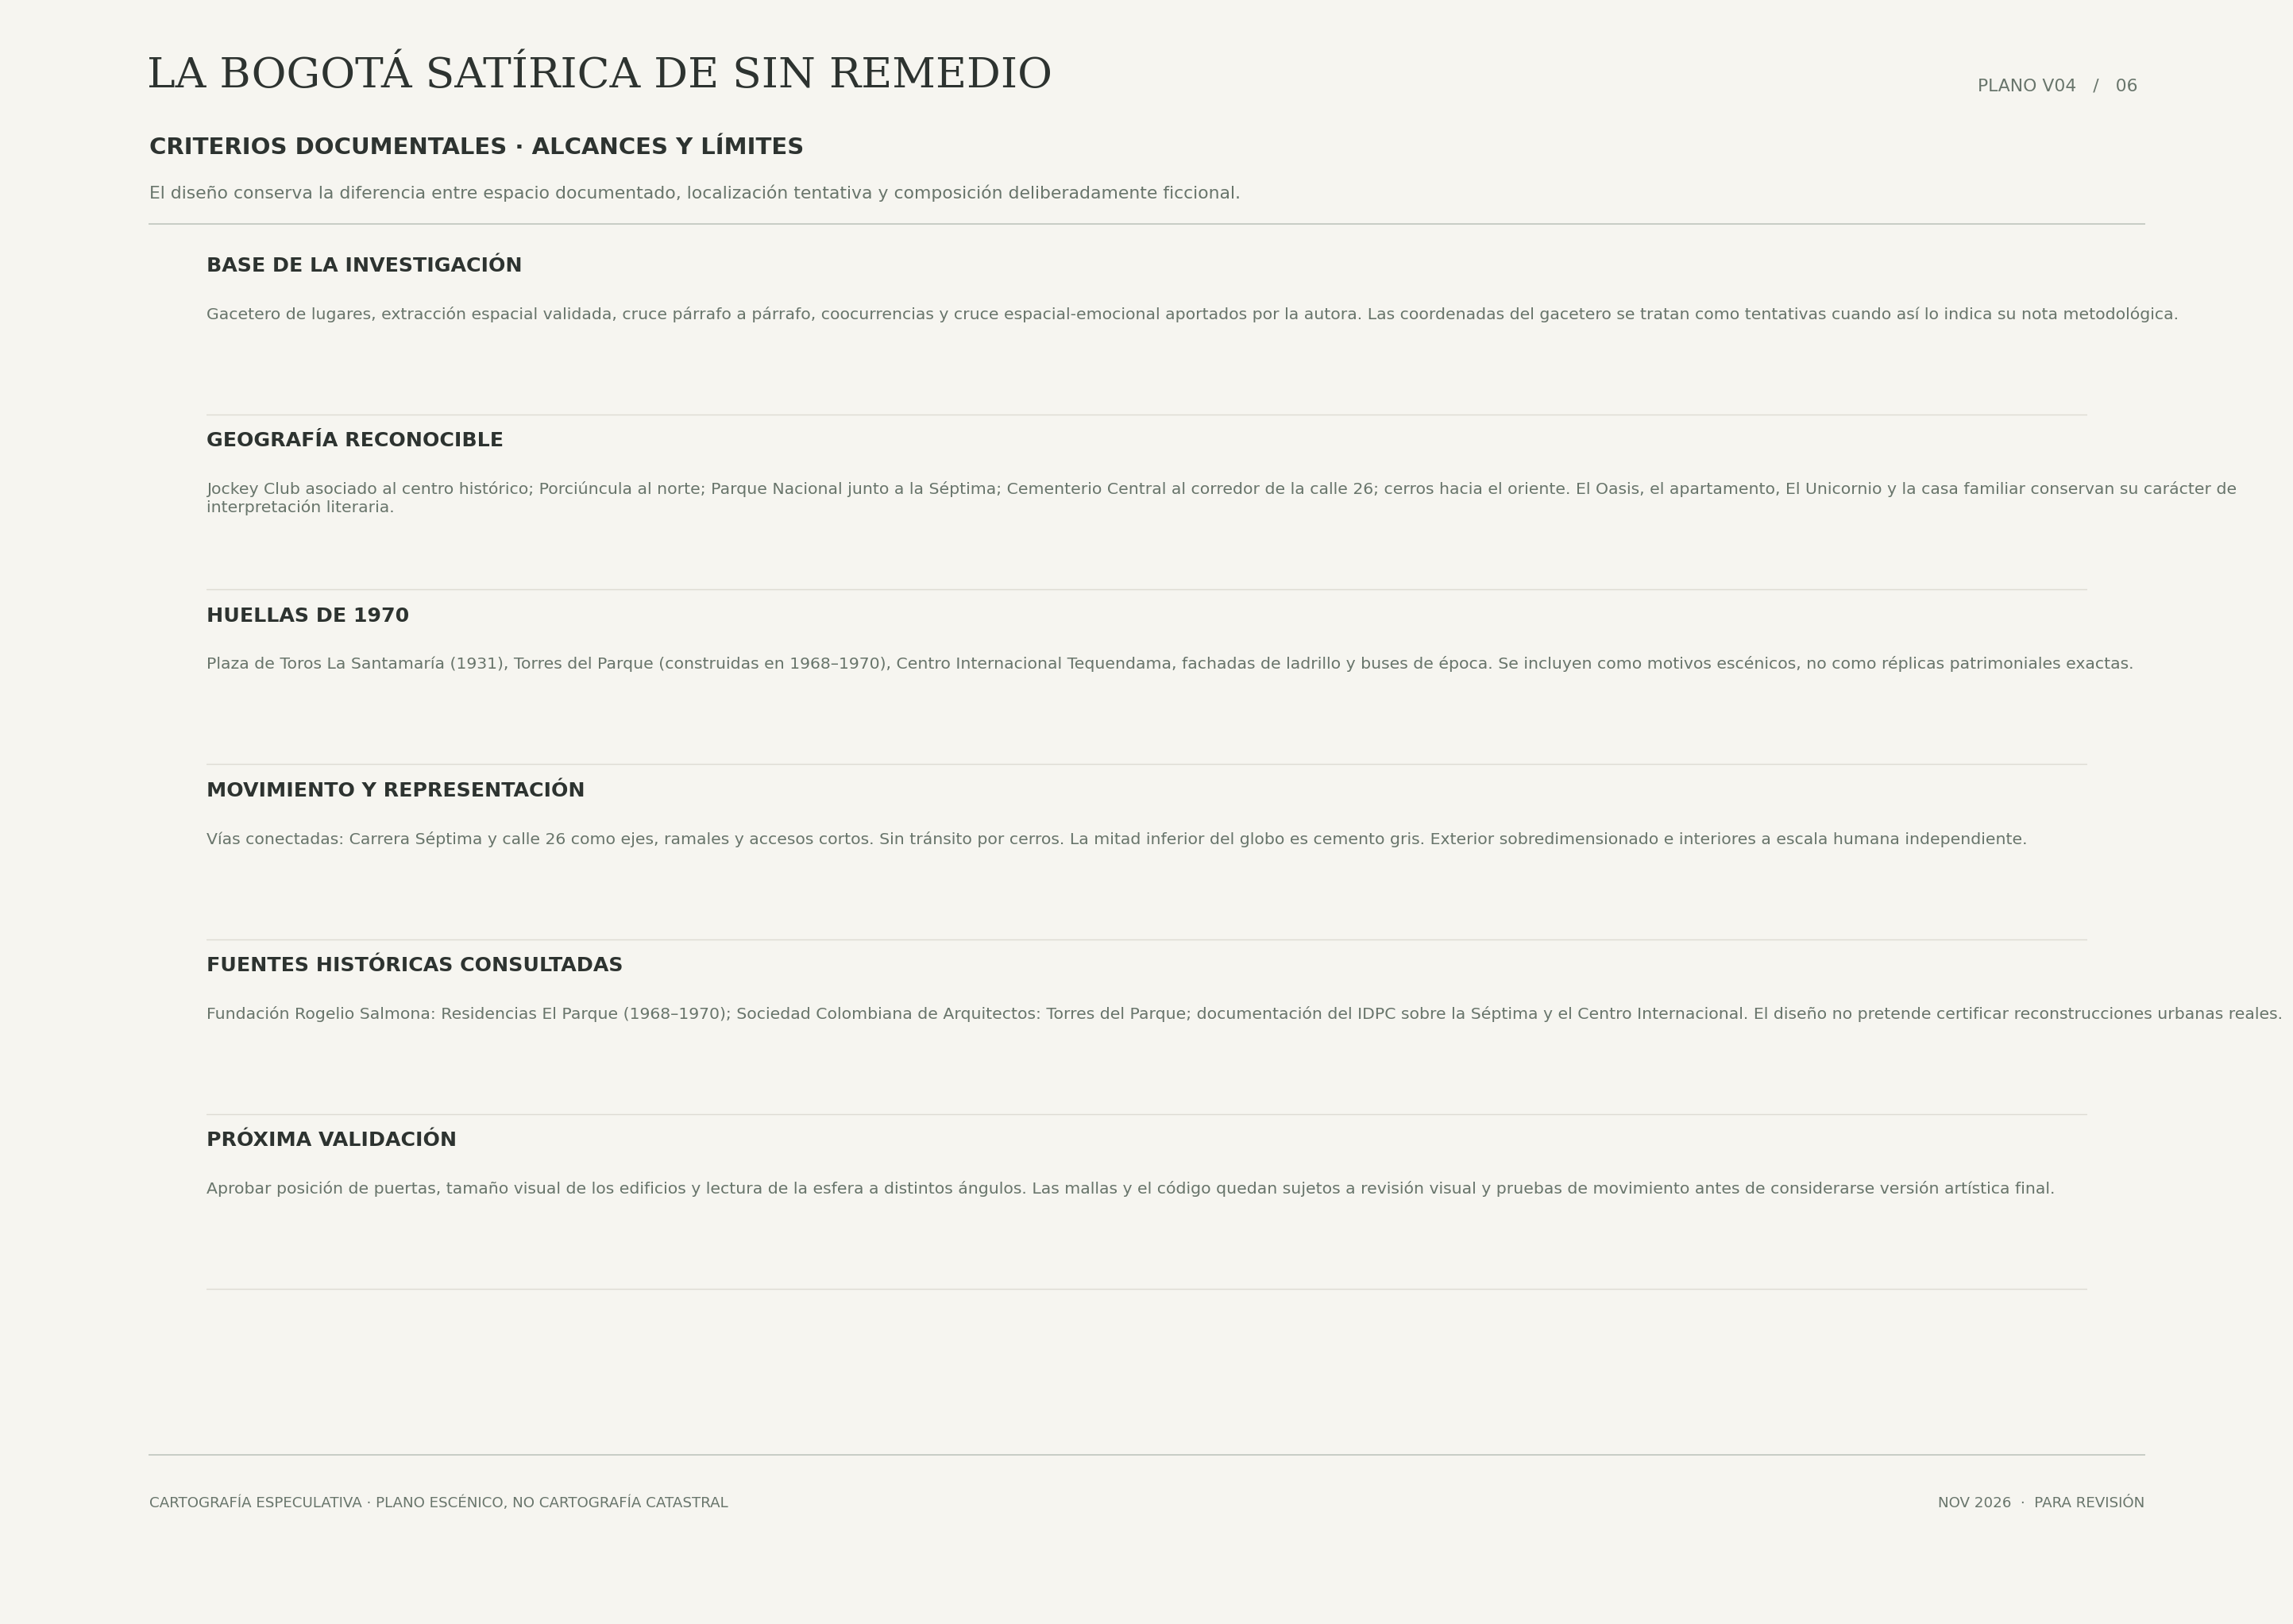 LA BOGOTÁ SATÍRICA DE SIN REMEDIO
PLANO V04 / 06
CRITERIOS DOCUMENTALES · ALCANCES Y LÍMITES
El diseño conserva la diferencia entre espacio documentado, localización tentativa y composición deliberadamente ficcional.
BASE DE LA INVESTIGACIÓN
Gacetero de lugares, extracción espacial validada, cruce párrafo a párrafo, coocurrencias y cruce espacial-emocional aportados por la autora. Las coordenadas del gacetero se tratan como tentativas cuando así lo indica su nota metodológica.
GEOGRAFÍA RECONOCIBLE
Jockey Club asociado al centro histórico; Porciúncula al norte; Parque Nacional junto a la Séptima; Cementerio Central al corredor de la calle 26; cerros hacia el oriente. El Oasis, el apartamento, El Unicornio y la casa familiar conservan su carácter de
interpretación literaria.
HUELLAS DE 1970
Plaza de Toros La Santamaría (1931), Torres del Parque (construidas en 1968–1970), Centro Internacional Tequendama, fachadas de ladrillo y buses de época. Se incluyen como motivos escénicos, no como réplicas patrimoniales exactas.
MOVIMIENTO Y REPRESENTACIÓN
Vías conectadas: Carrera Séptima y calle 26 como ejes, ramales y accesos cortos. Sin tránsito por cerros. La mitad inferior del globo es cemento gris. Exterior sobredimensionado e interiores a escala humana independiente.
FUENTES HISTÓRICAS CONSULTADAS
Fundación Rogelio Salmona: Residencias El Parque (1968–1970); Sociedad Colombiana de Arquitectos: Torres del Parque; documentación del IDPC sobre la Séptima y el Centro Internacional. El diseño no pretende certificar reconstrucciones urbanas reales.
PRÓXIMA VALIDACIÓN
Aprobar posición de puertas, tamaño visual de los edificios y lectura de la esfera a distintos ángulos. Las mallas y el código quedan sujetos a revisión visual y pruebas de movimiento antes de considerarse versión artística final.
CARTOGRAFÍA ESPECULATIVA · PLANO ESCÉNICO, NO CARTOGRAFÍA CATASTRAL
NOV 2026 · PARA REVISIÓN